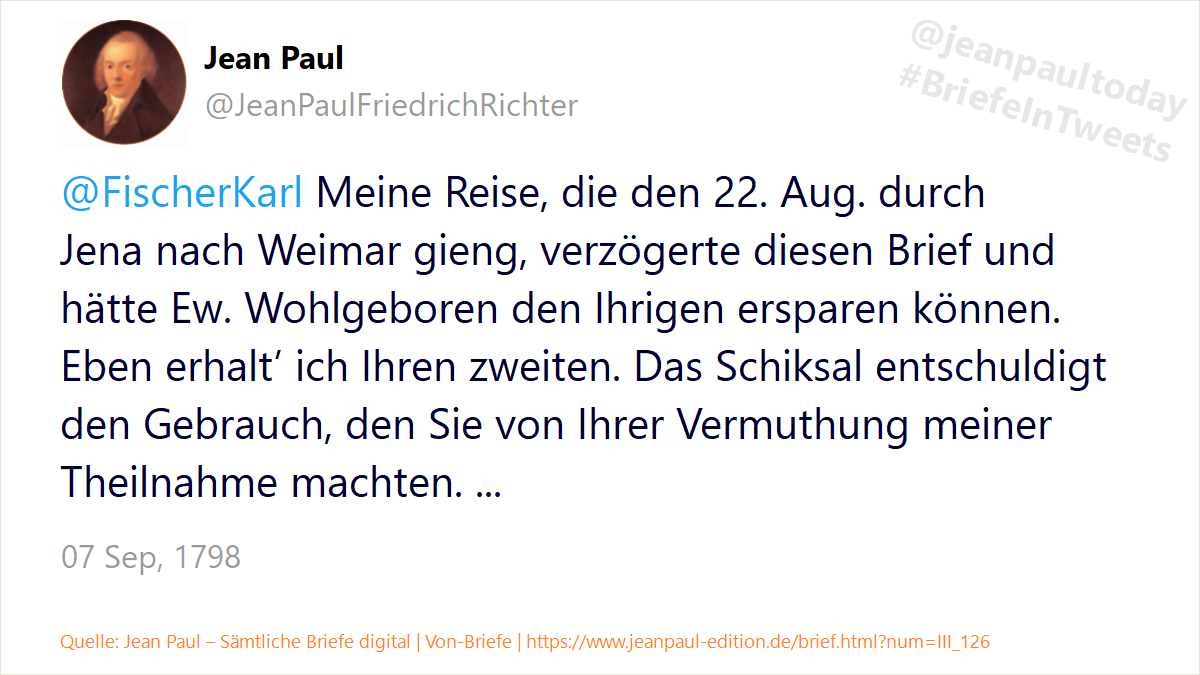 Jean Paul
@JeanPaulFriedrichRichter
@jeanpaultoday
#BriefeInTweets
@FischerKarl Meine Reise, die den 22. Aug. durch
Jena nach Weimar gieng, verzögerte diesen Brief und
hätte Ew. Wohlgeboren den Ihrigen ersparen können.
Eben erhalt’ ich Ihren zweiten. Das Schiksal entschuldigt
den Gebrauch, den Sie von Ihrer Vermuthung meiner
Theilnahme machten. ...
07 Sep, 1798
Quelle: Jean Paul – Sämtliche Briefe digital | Von-Briefe | https://www.jeanpaul-edition.de/brief.html?num=III_126